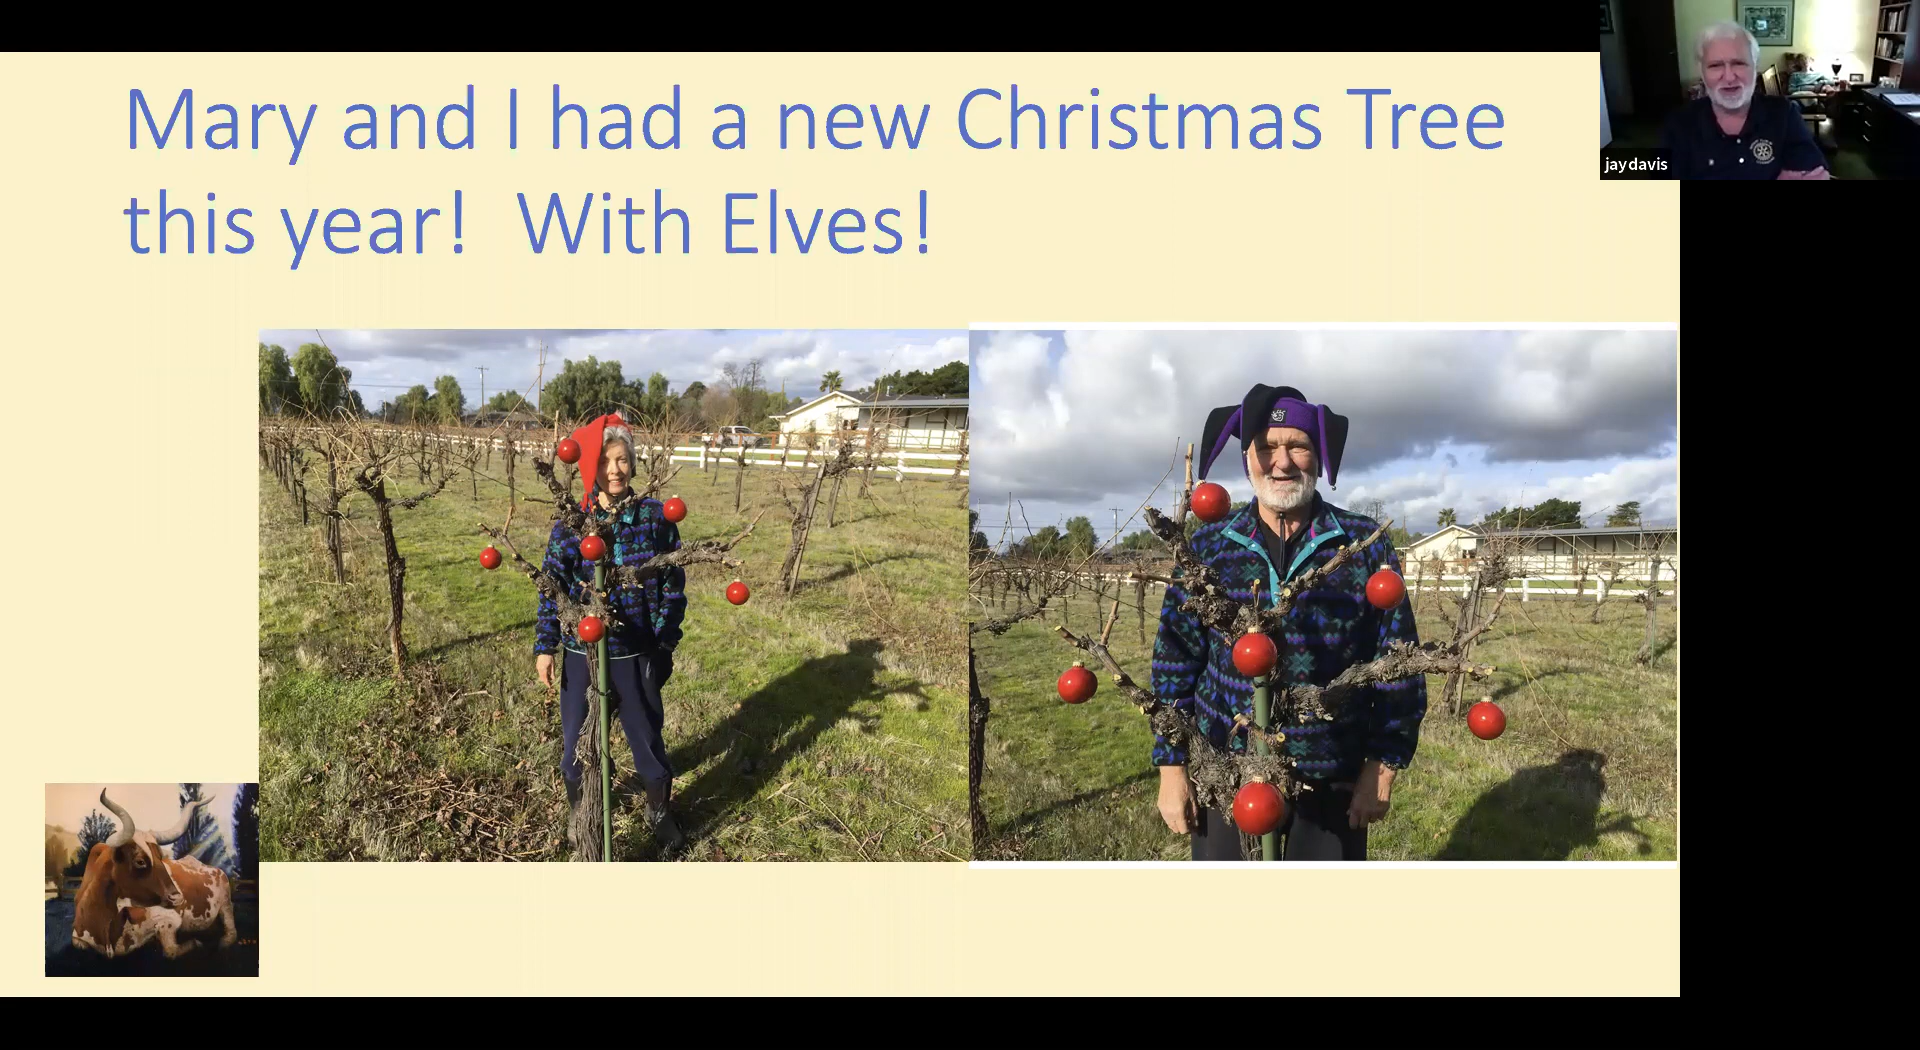 Mary and I had a new Christmas Tree
this year! With Elves!
jaydavis